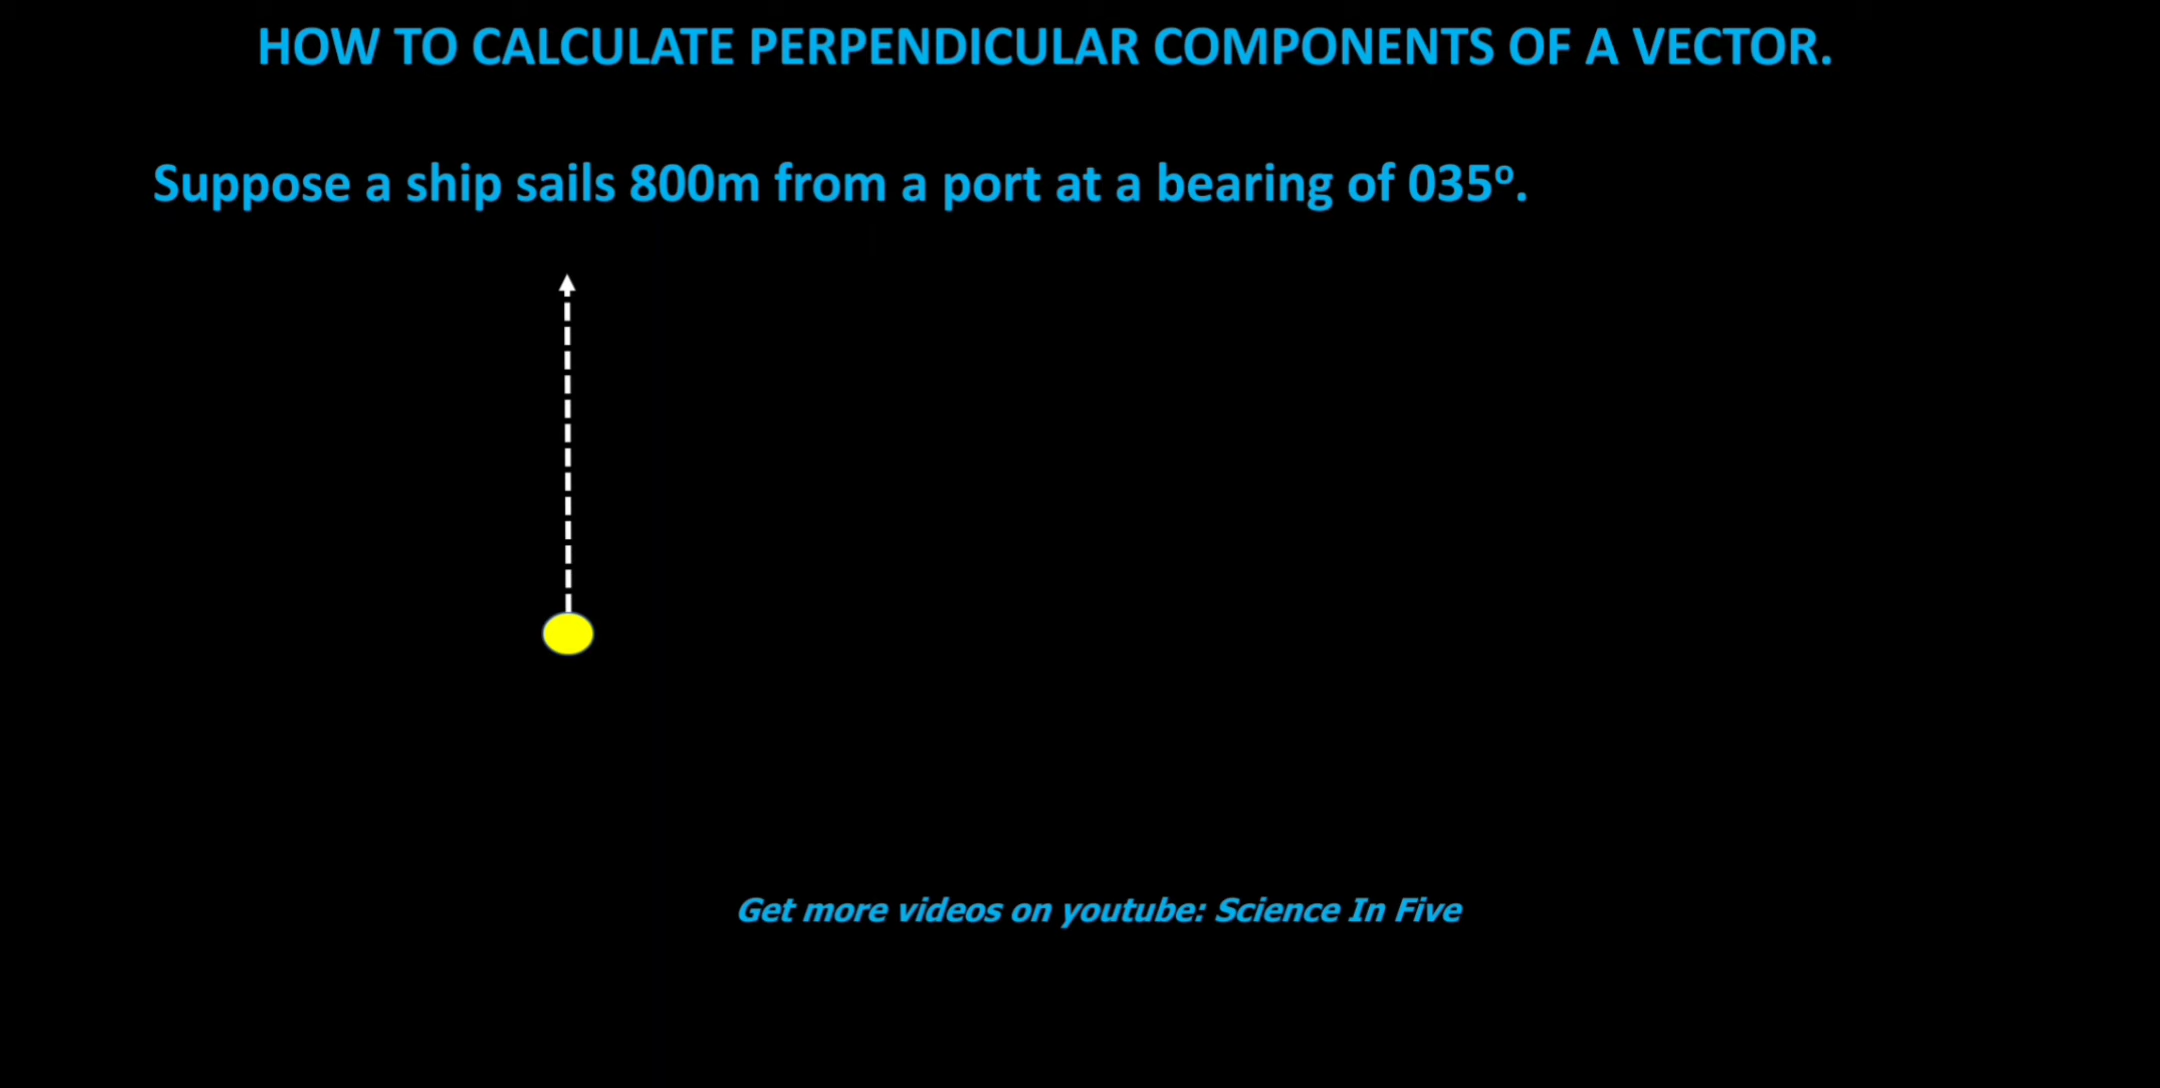 HOW TO CALCULATE PERPENDICULAR COMPONENTS OF A VECTOR.
Suppose a ship sails 800m from a port at a bearing of 035º.
Get more videos on youtube: Science In Five